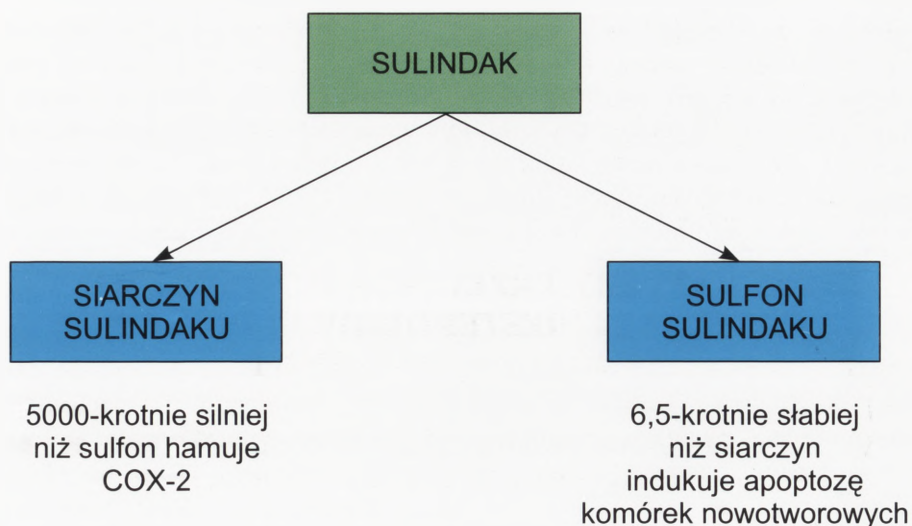 SULINDAK
SIARCZYN
SULINDAKU
5000-krotnie silniej
niż sulfon hamuje
COX-2
SULFON
SULINDAKU
6,5-krotnie słabiej
niż siarczyn
indukuje apoptozę
komórek nowotworowych